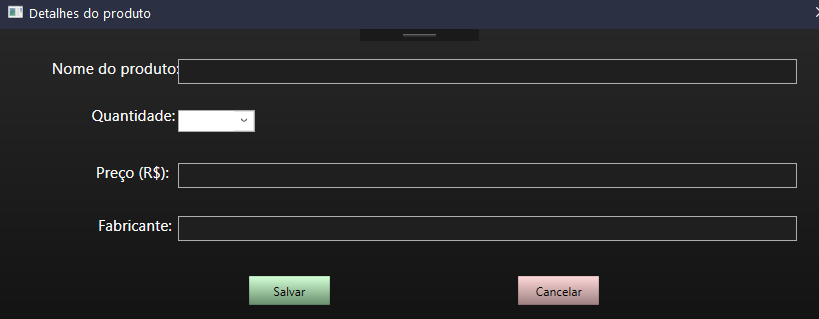 Detalhes do produto
Nome do produto:
Quantidade:
Preço (R$):
Fabricante:
Salvar Cancelar